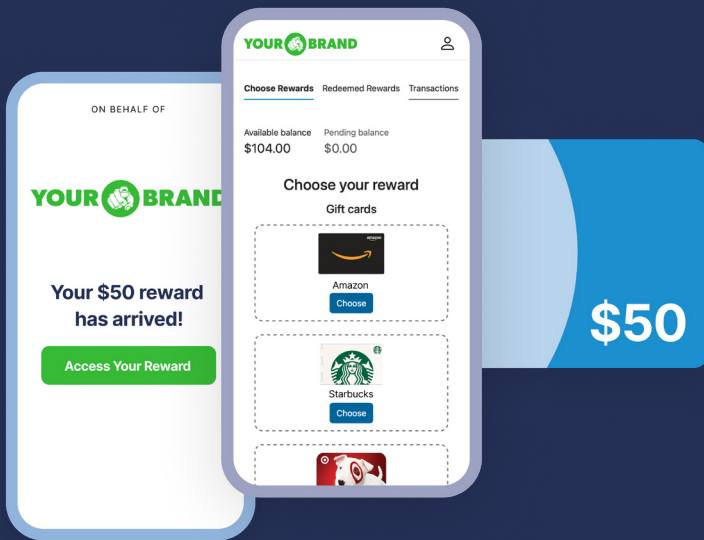 ON BEHALF OF
YOUR BRAND
Your $50 reward
has arrived!
Access Your Reward
YOUR BRAND
Choose Rewards Redeemed Rewards Transactions
Available balance Pending balance
$104.00 $0.00
Choose your reward
Gift cards
amazon
Amazon
Choose
Starbucks
Choose
$50